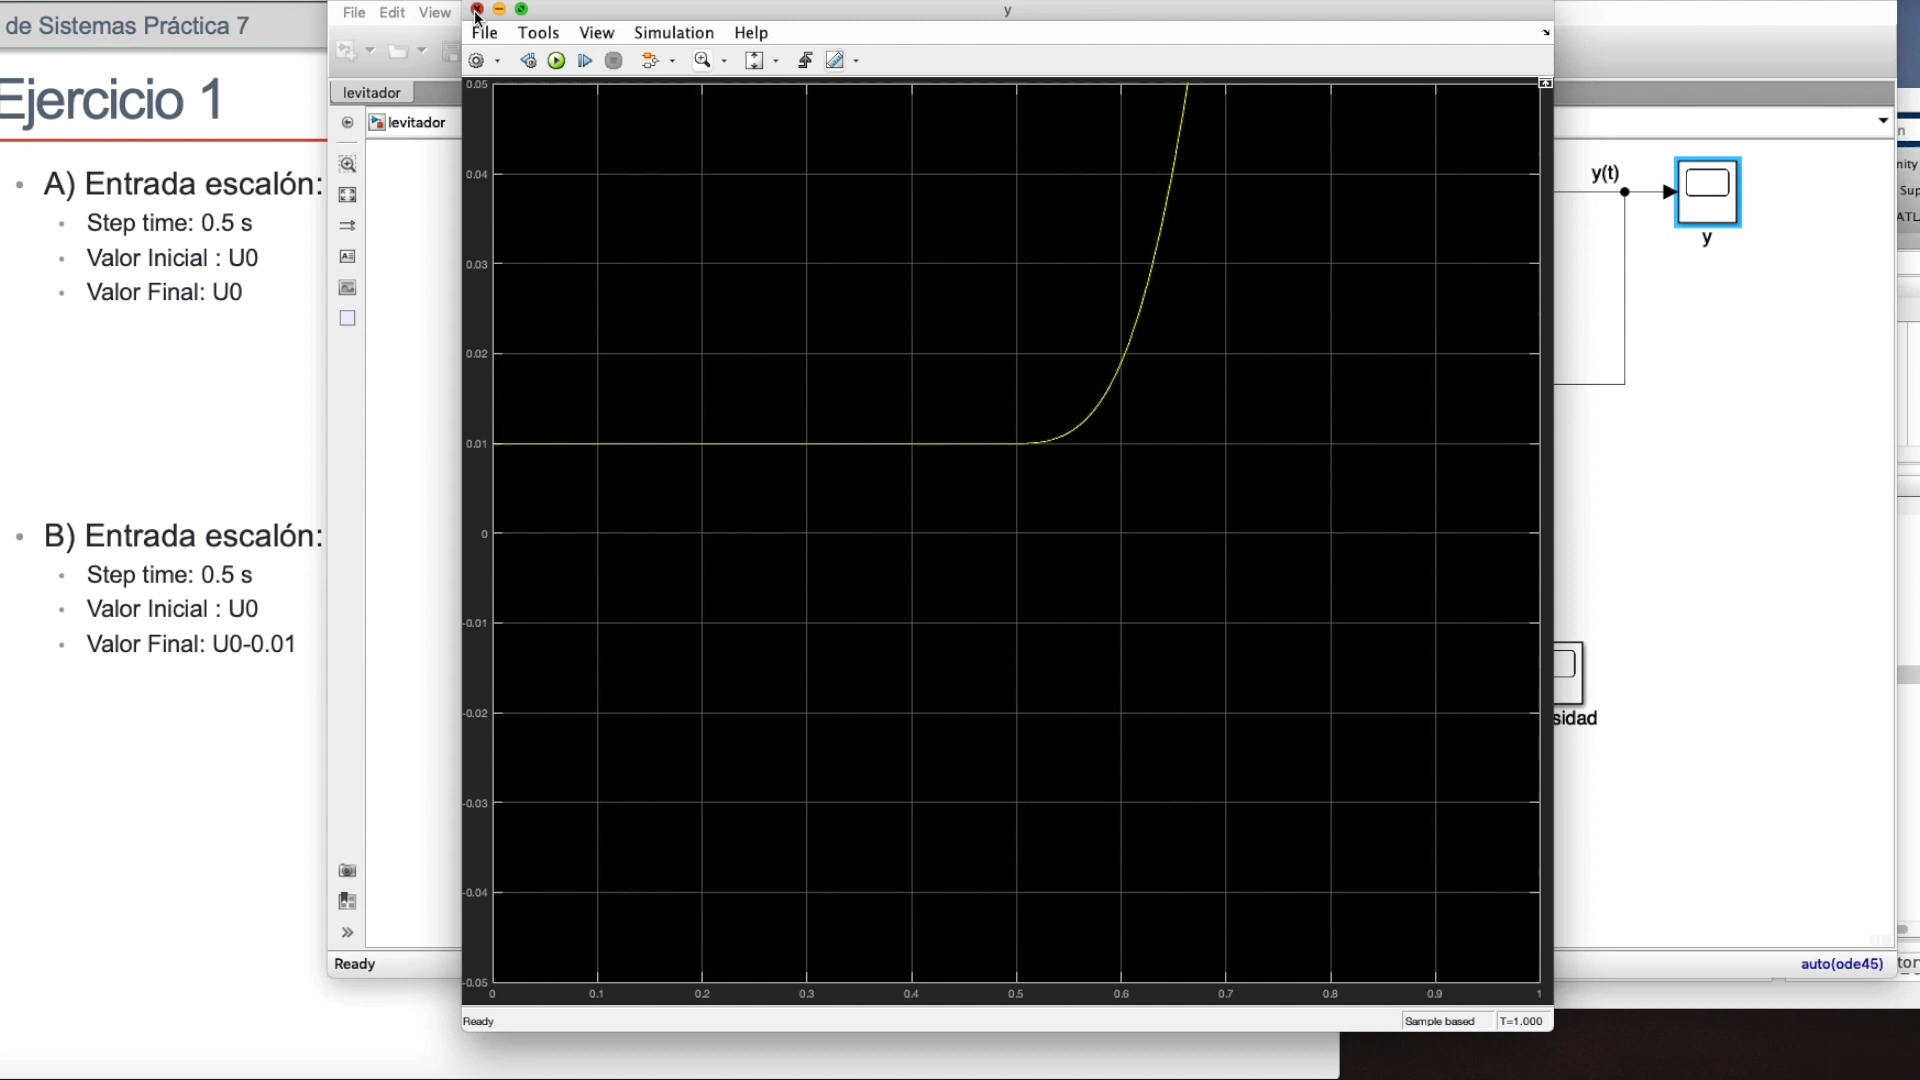 de Sistemas Práctica 7
Ejercicio 1
• A) Entrada escalón:
• Step time: 0.5 s
• Valor Inicial : U0
• Valor Final: U0
• B) Entrada escalón:
• Step time: 0.5 s
• Valor Inicial : U0
• Valor Final: U0-0.01
File Edit View
levitador
levitador
Ready
y
File Tools View Simulation Help
0.05
0.04
0.03
0.02
0.01
0
-0.01
-0.02
-0.03
-0.04
-0.05
0 0.1 0.2 0.3 0.4 0.5 0.6 0.7 0.8 0.9 1
Ready
Sample based T=1.000
y(t)
y
sidad
auto(ode45)
nity
Sup
ATL
tor